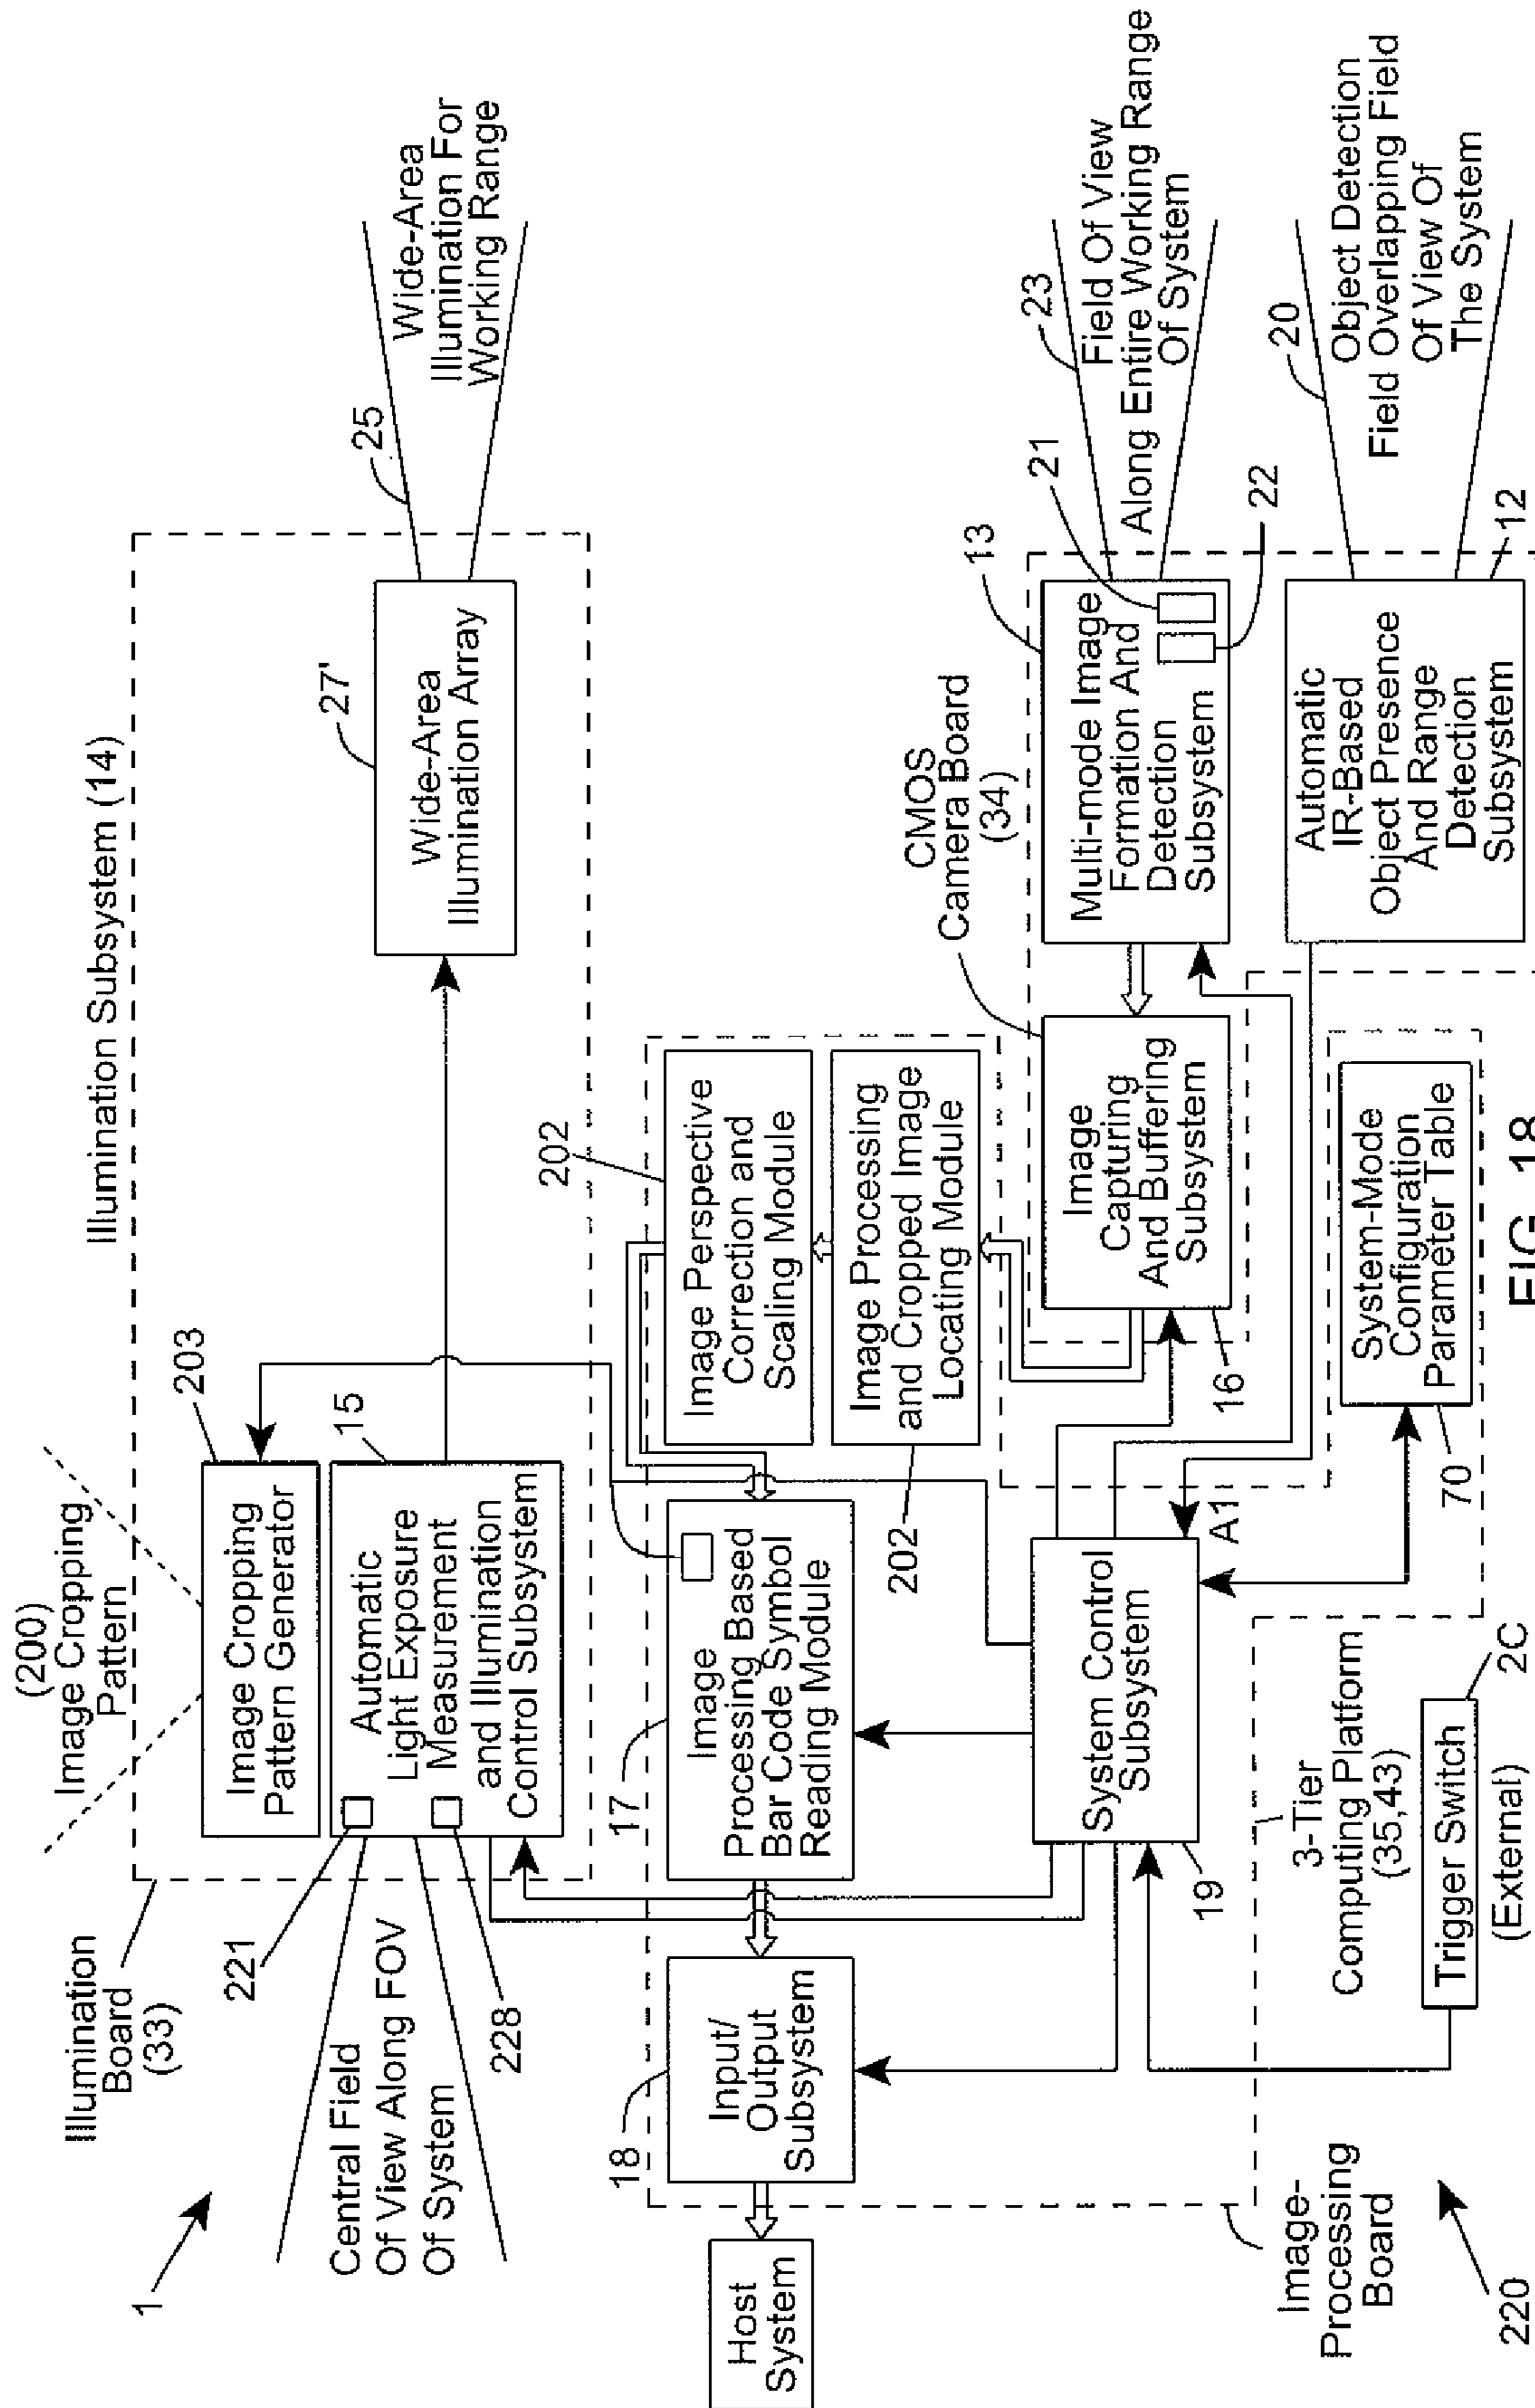 Illumination Subsystem (14)
(200)
Image Cropping
Pattern
203
Image Cropping
Pattern Generator
15
Automatic
Light Exposure
Measurement
and Illumination
Control Subsystem
27'
Wide-Area
Illumination Array
25
Wide-Area
Illumination For
Working Range
Illumination
Board
(33)
1
221
Central Field
Of View Along FOV
Of System
228
202
Image Perspective
Correction and
Scaling Module
Image Processing
and Cropped Image
Locating Module
202
17
Image
Processing Based
Bar Code Symbol
Reading Module
18
Input/
Output
Subsystem
Host
System
CMOS
Camera Board
(34)
13
Multi-mode Image
Formation And
Detection
Subsystem
21
22
23
Field Of View
Along Entire Working Range
Of System
Image
Capturing
And Buffering
Subsystem
16
20
Object Detection
Field Overlapping Field
Of View Of
The System
Automatic
IR-Based
Object Presence
And Range
Detection
Subsystem
12
System Control
Subsystem
19
A1
System-Mode
Configuration
Parameter Table
70
3-Tier
Computing Platform
(35,43)
2C
Trigger Switch
(External)
Image-
Processing
Board
220
FIG. 18